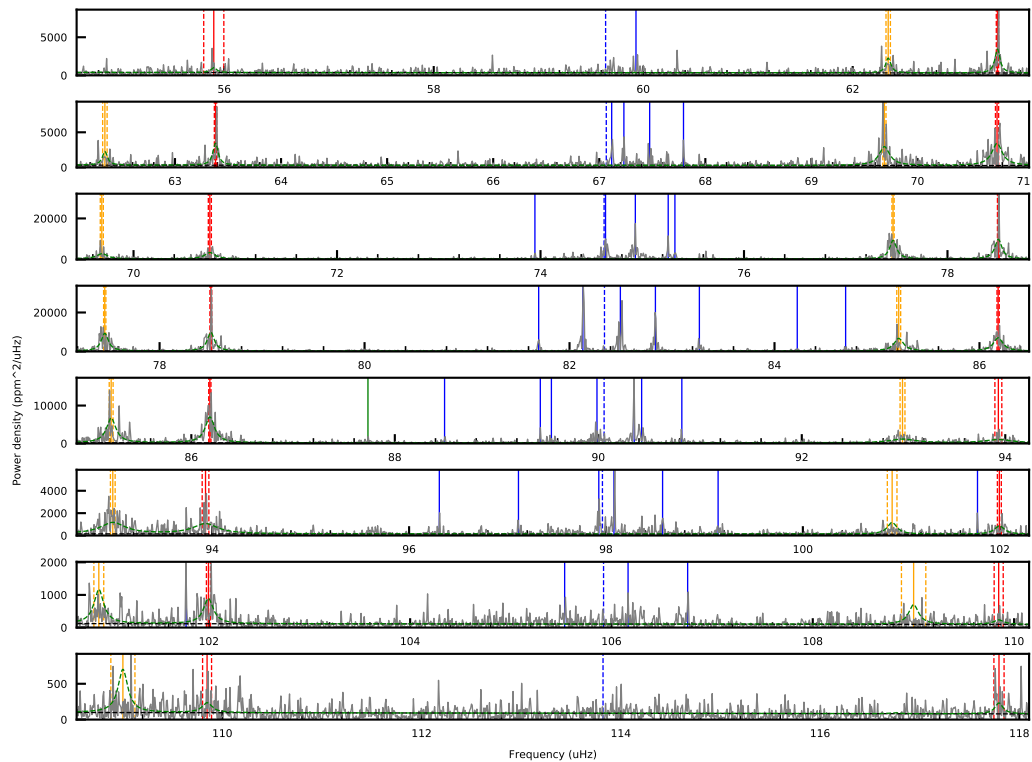 5000
0
56 58 60 62
5000
0
63 64 65 66 67 68 69 70 71
20000
0
70 72 74 76 78
20000
0
78 80 82 84 86
10000
0
86 88 90 92 94
4000
2000
0
94 96 98 100 102
2000
1000
0
102 104 106 108 110
500
0
110 112 114 116 118
Power density (ppm^2/uHz)
Frequency (uHz)